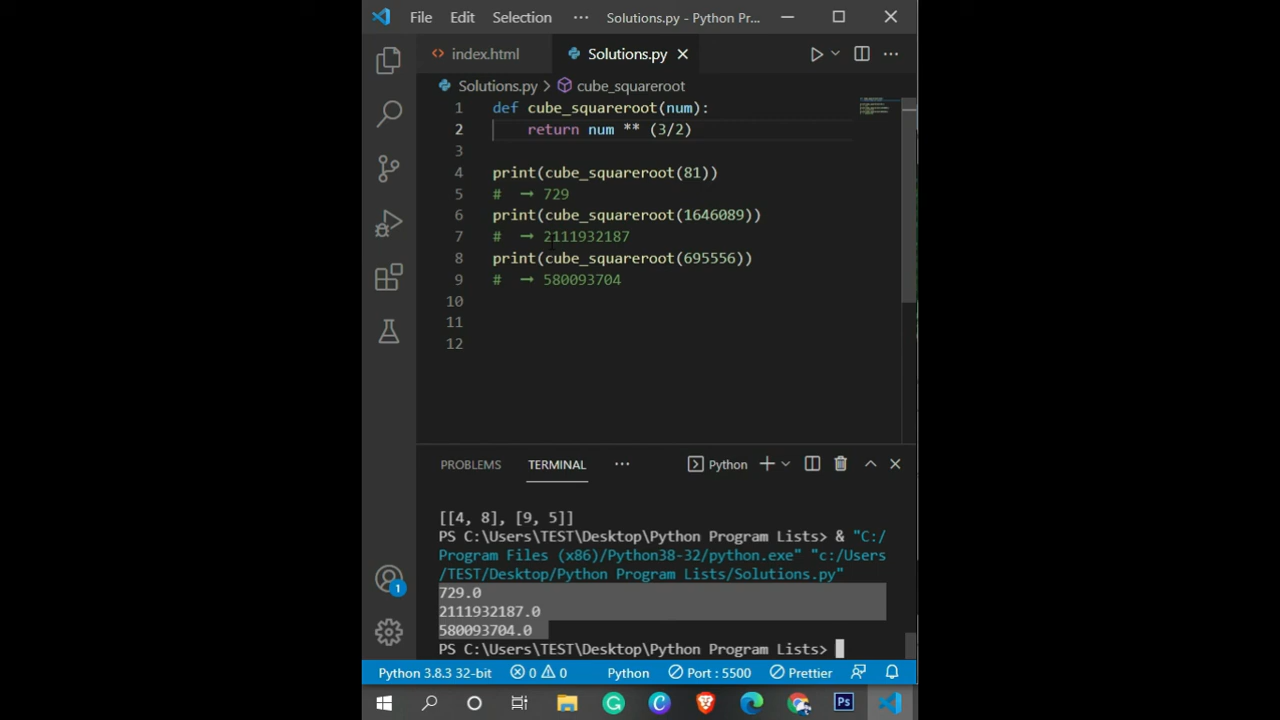 File Edit Selection ··· Solutions.py - Python Pr...
index.html Solutions.py
Solutions.py > cube_squareroot
1 def cube_squareroot(num):
2 return num ** (3/2)
3
4 print(cube_squareroot(81))
5 # → 729
6 print(cube_squareroot(1646089))
7 # → 2111932187
8 print(cube_squareroot(695556))
9 # → 580093704
10
11
12
PROBLEMS TERMINAL ··· Python
[[4, 8], [9, 5]]
PS C:\Users\TEST\Desktop\Python Program Lists> & "C:/
Program Files (x86)/Python38-32/python.exe" "c:/Users
/TEST/Desktop/Python Program Lists/Solutions.py"
729.0
2111932187.0
580093704.0
PS C:\Users\TEST\Desktop\Python Program Lists>
1
Python 3.8.3 32-bit 0 0 Python Port : 5500 Prettier
Ps